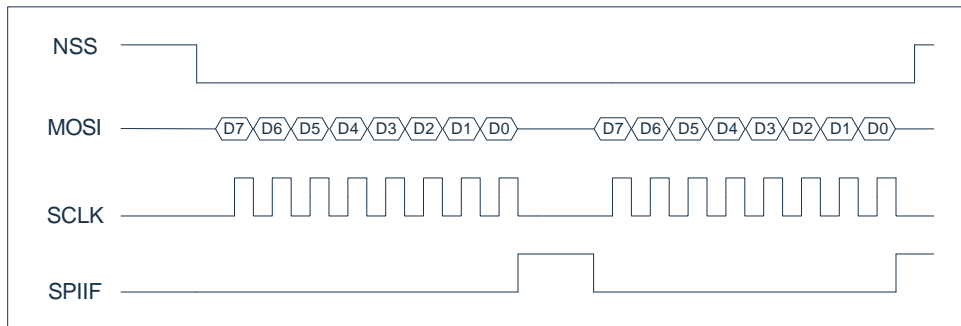 NSS
MOSI D7 D6 D5 D4 D3 D2 D1 D0 D7 D6 D5 D4 D3 D2 D1 D0
SCLK
SPIIF